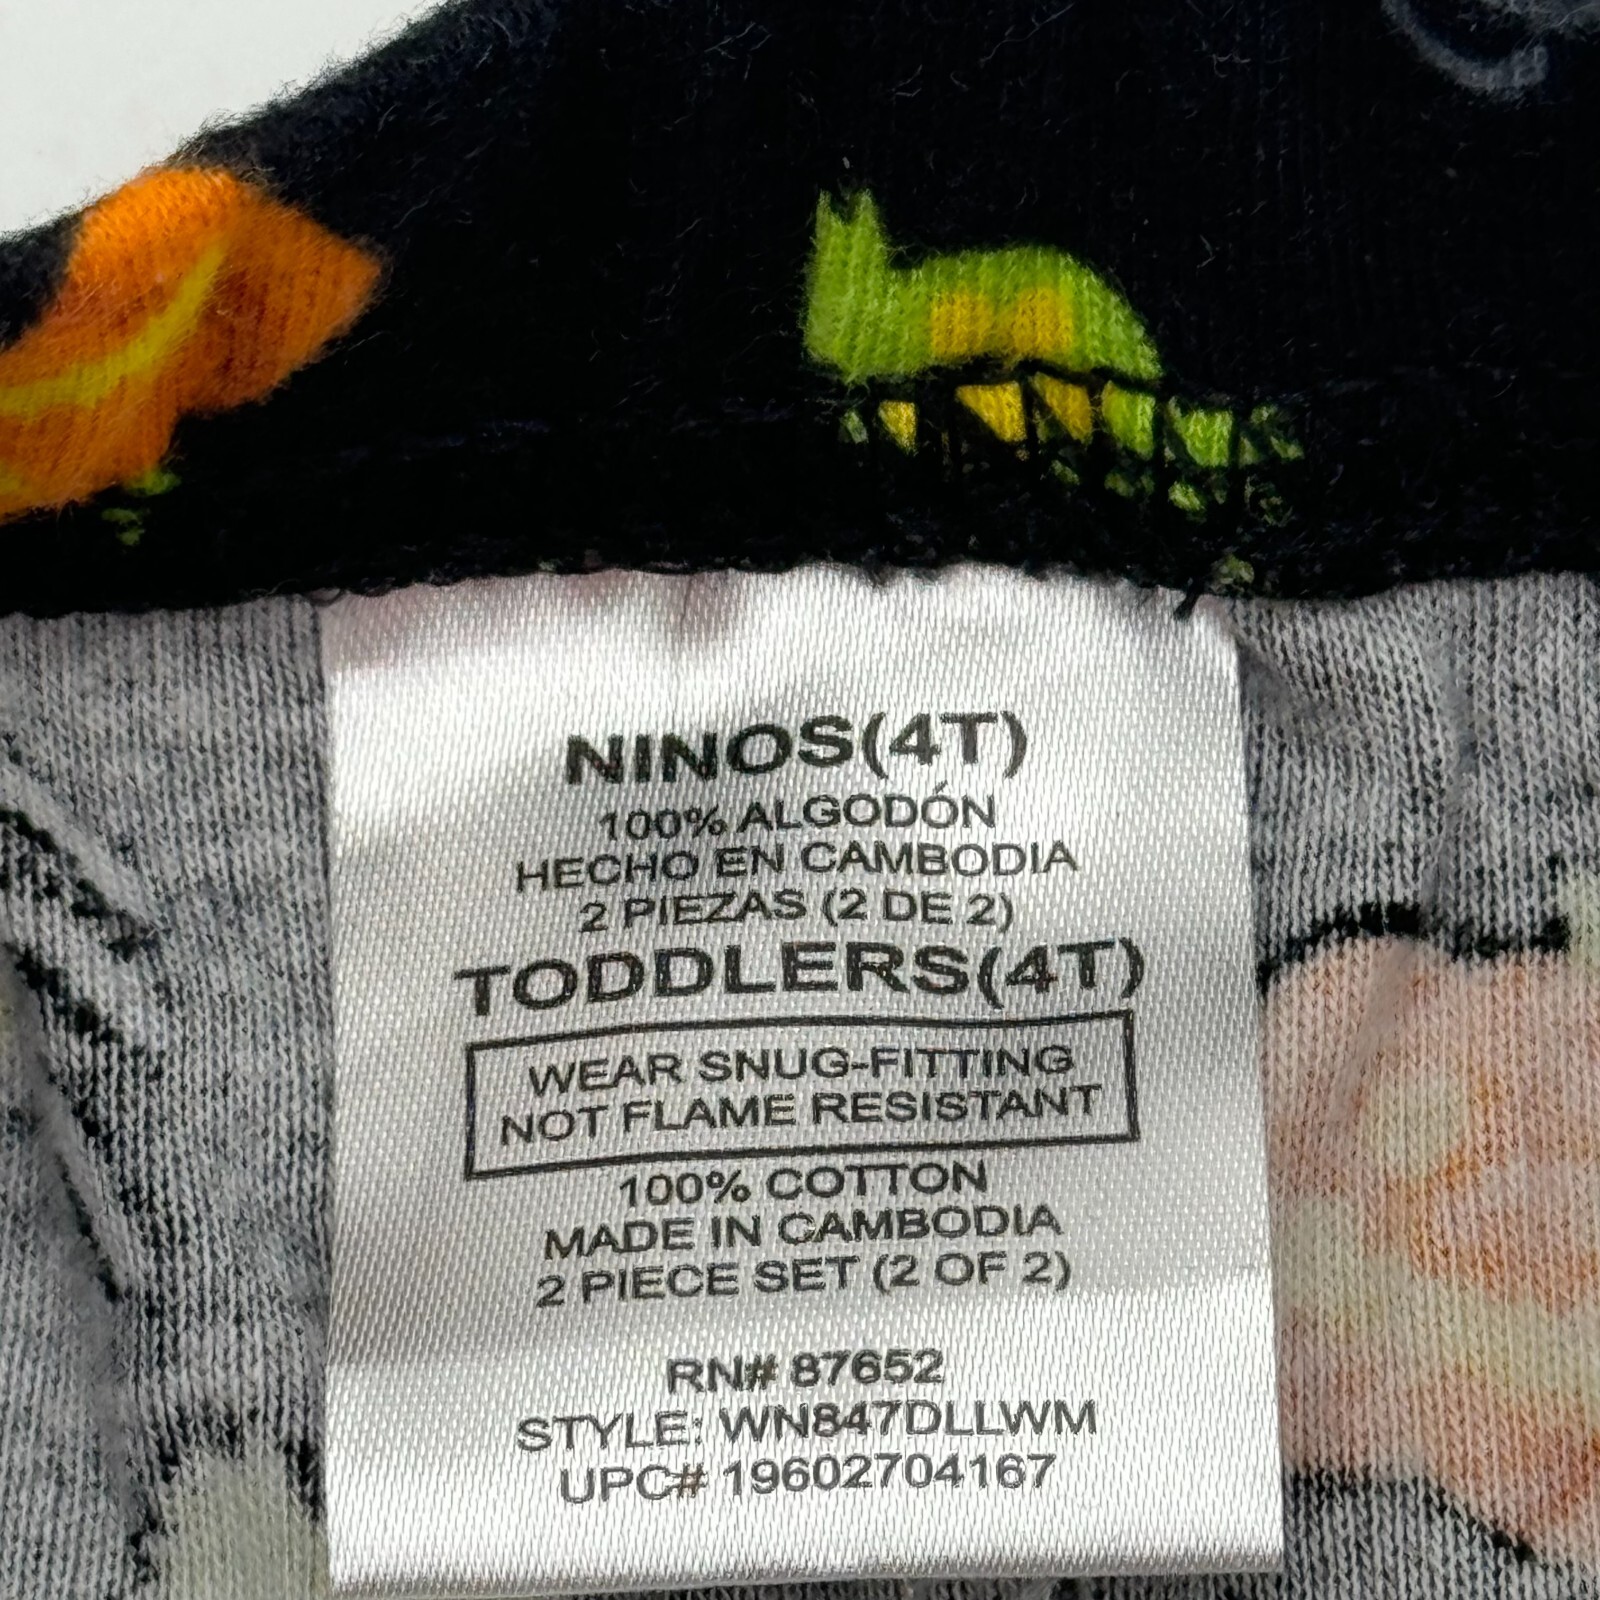 NINOS(4T)
100% ALGODÓN
HECHO EN CAMBODIA
2 PIEZAS (2 DE 2)
TODDLERS(4T)
WEAR SNUG-FITTING
NOT FLAME RESISTANT
100% COTTON
MADE IN CAMBODIA
2 PIECE SET (2 OF 2)
RN# 87652
STYLE: WN847DLLWM
UPC# 19602704167